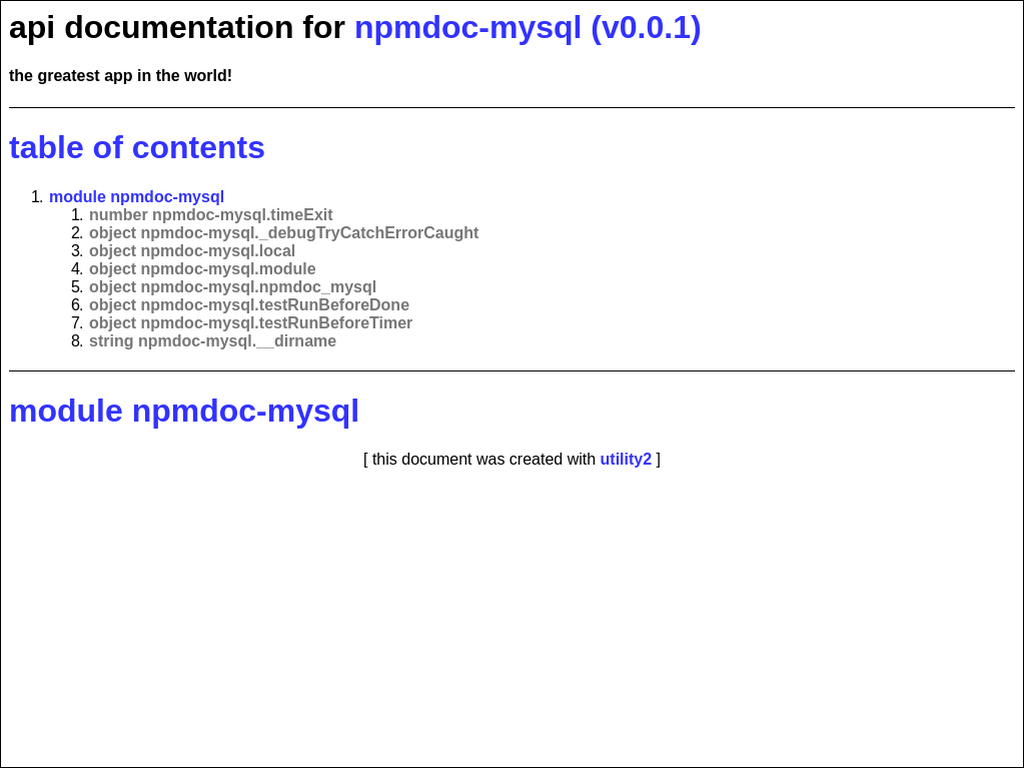 api documentation for npmdoc-mysql (v0.0.1)
the greatest app in the world!
table of contents
1. module npmdoc-mysql
1. number npmdoc-mysql.timeExit
2. object npmdoc-mysql._debugTryCatchErrorCaught
3. object npmdoc-mysql.local
4. object npmdoc-mysql.module
5. object npmdoc-mysql.npmdoc_mysql
6. object npmdoc-mysql.testRunBeforeDone
7. object npmdoc-mysql.testRunBeforeTimer
8. string npmdoc-mysql.__dirname
module npmdoc-mysql
[ this document was created with utility2 ]